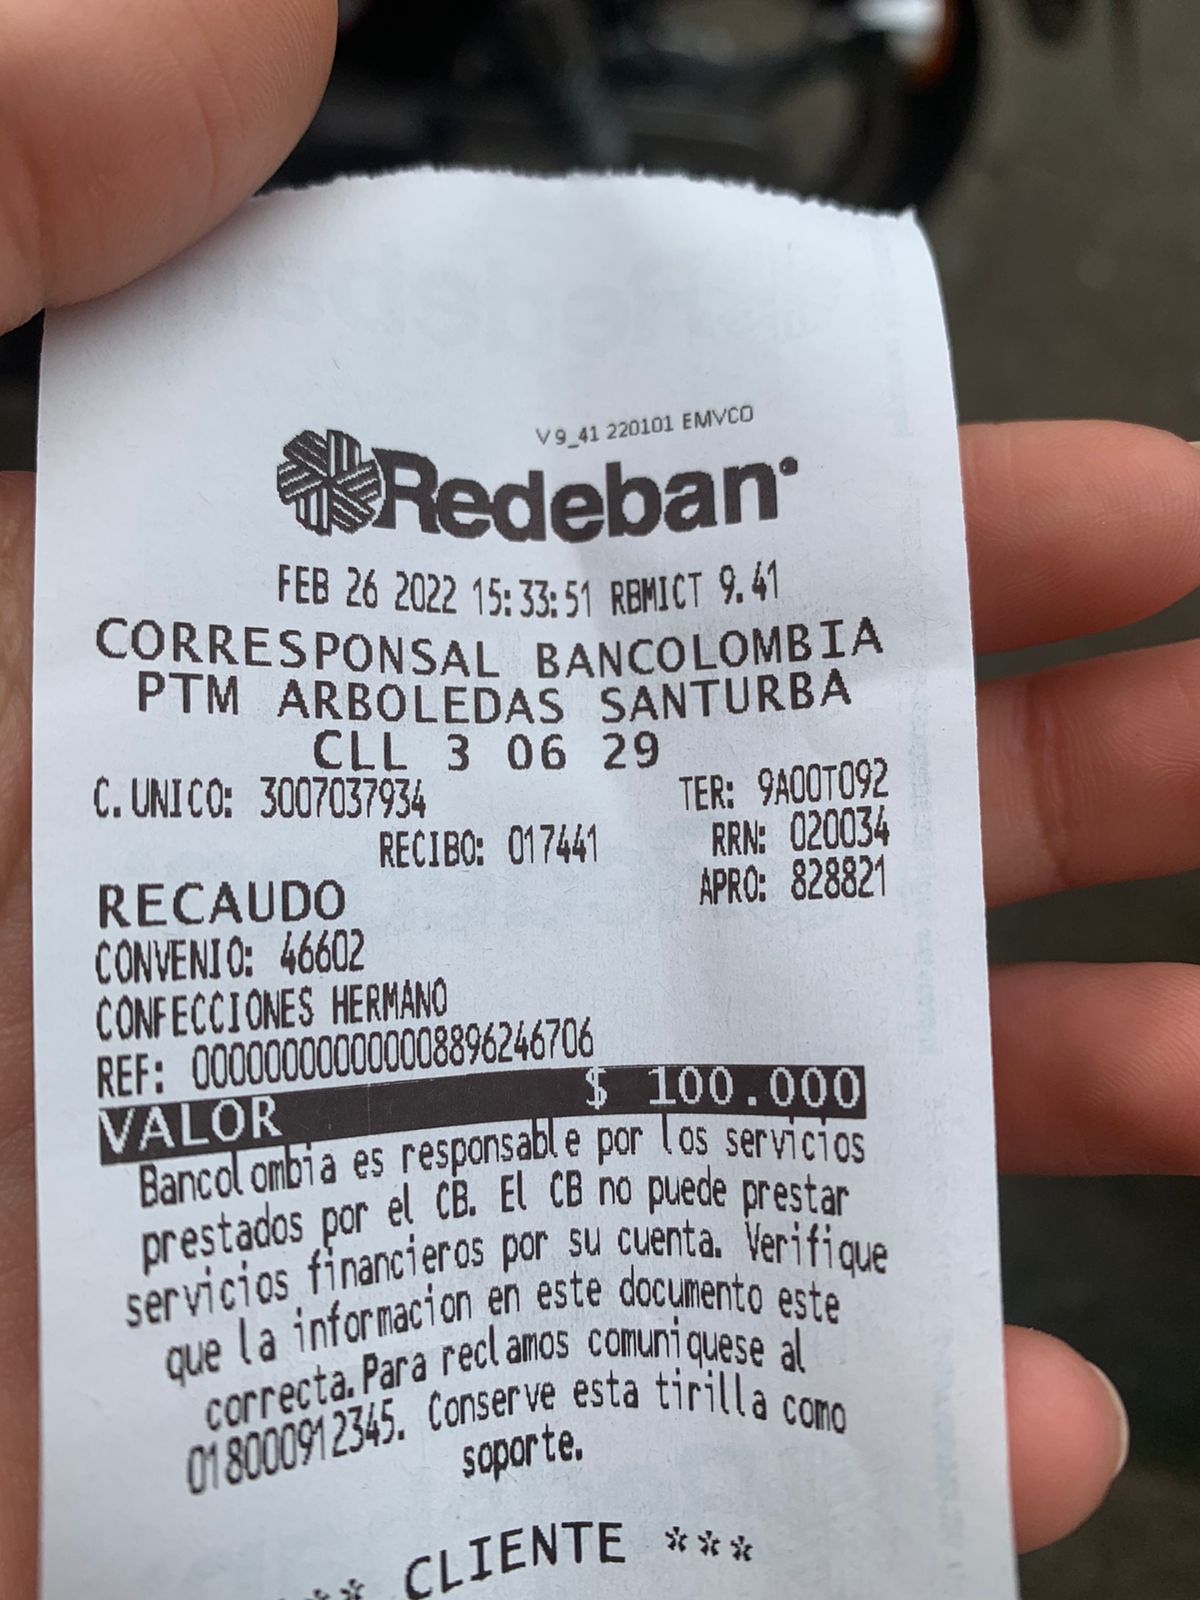 V 9_41 220101 EMVCO
Redeban
FEB 26 2022 15:33:51 RBMICT 9.41
CORRESPONSAL BANCOLOMBIA
PTM ARBOLEDAS SANTURBA
CLL 3 06 29
C. UNICO: 3007037934 TER: 9A00T092
RECIBO: 017441 RRN: 020034
RECAUDO APRO: 828821
CONVENIO: 46602
CONFECCIONES HERMANO
REF: 00000000000008896246706
VALOR $ 100.000
Bancolombia es responsable por los servicios
prestados por el CB. El CB no puede prestar
servicios financieros por su cuenta. Verifique
que la informacion en este documento este
correcta. Para reclamos comuniquese al
018000912345. Conserve esta tirilla como
soporte.
** CLIENTE ***